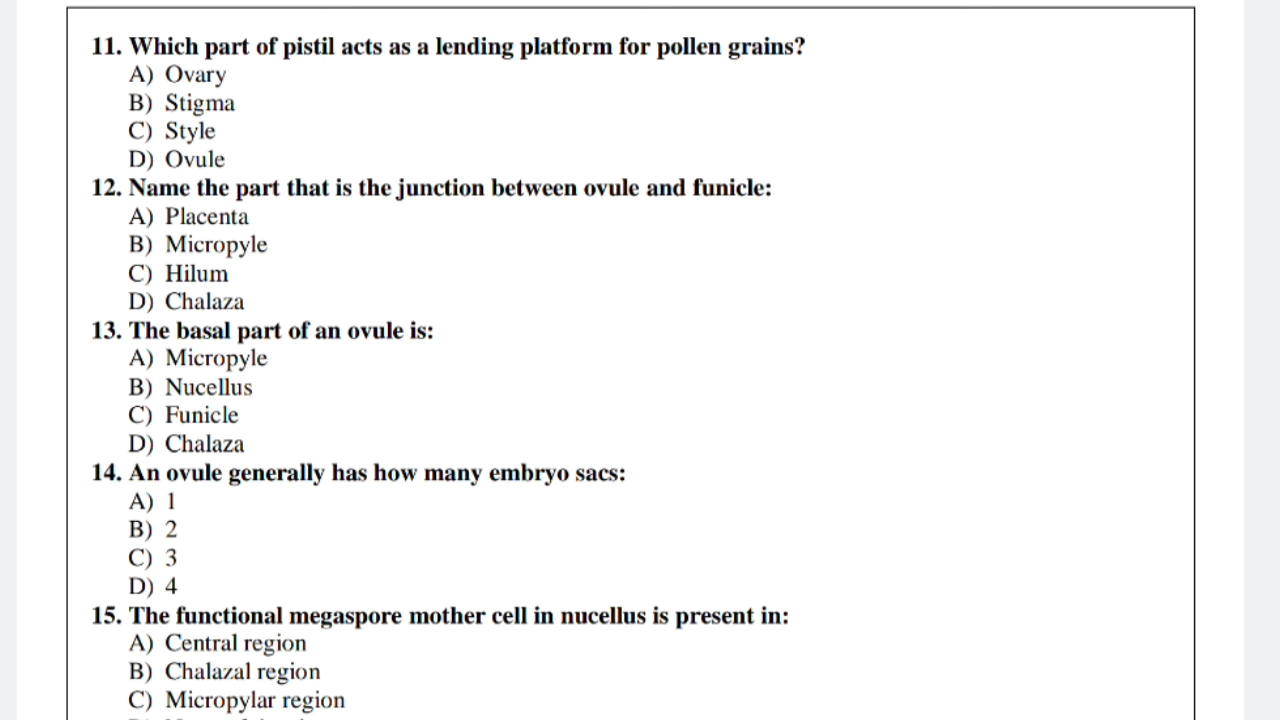 11. Which part of pistil acts as a lending platform for pollen grains?
A) Ovary
B) Stigma
C) Style
D) Ovule
12. Name the part that is the junction between ovule and funicle:
A) Placenta
B) Micropyle
C) Hilum
D) Chalaza
13. The basal part of an ovule is:
A) Micropyle
B) Nucellus
C) Funicle
D) Chalaza
14. An ovule generally has how many embryo sacs:
A) 1
B) 2
C) 3
D) 4
15. The functional megaspore mother cell in nucellus is present in:
A) Central region
B) Chalazal region
C) Micropylar region